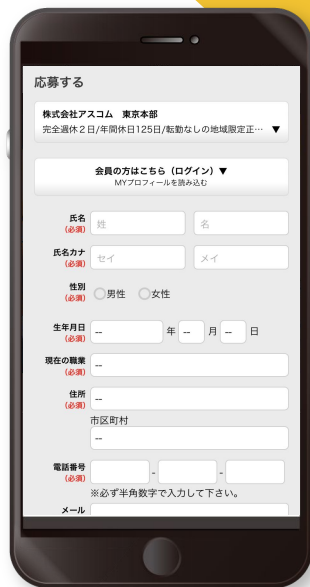 応募する
株式会社アスコム 東京本部
完全週休2日/年間休日125日/転勤なしの地域限定正… ▼
会員の方はこちら（ログイン）▼
MYプロフィールを読み込む
氏名
(必須)
姓
名
氏名カナ
(必須)
セイ
メイ
性別
(必須)
男性
女性
生年月日
(必須)
-- 年 -- 月 -- 日
現在の職業
(必須)
--
住所
(必須)
--
市区町村
--
電話番号
(必須)
- -
※必ず半角数字で入力して下さい。
メール